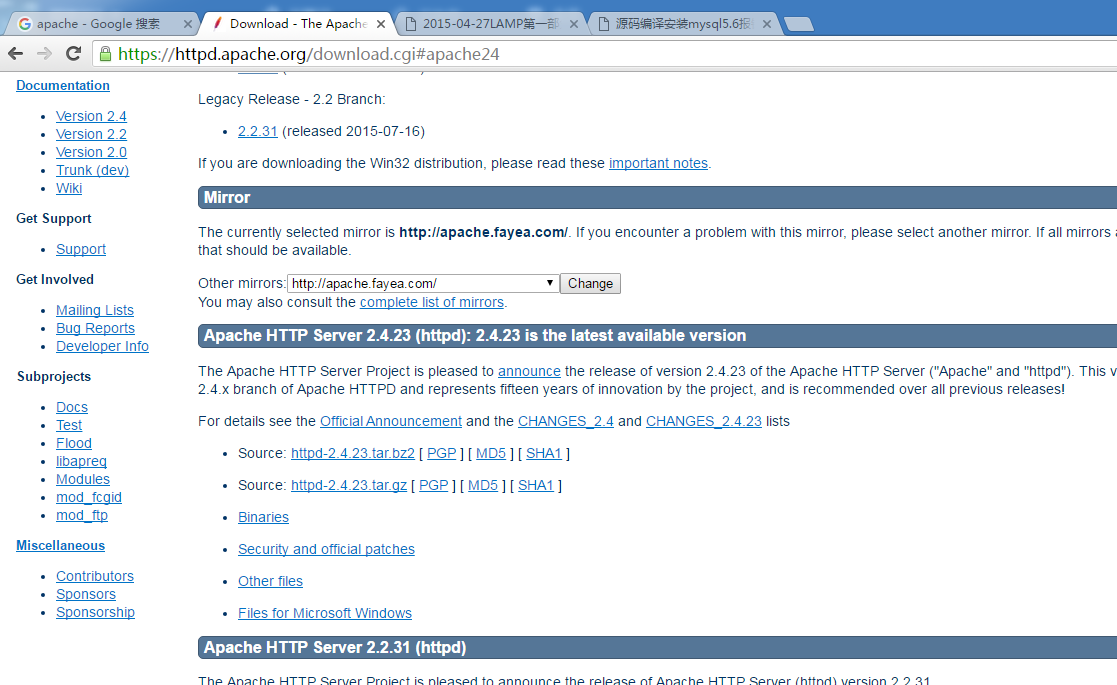 apache - Google 搜索
Download - The Apache
2015-04-27LAMP第一部
源码编译安装mysql5.6报
https://httpd.apache.org/download.cgi#apache24
Documentation
Version 2.4
Version 2.2
Version 2.0
Trunk (dev)
Wiki
Get Support
Support
Get Involved
Mailing Lists
Bug Reports
Developer Info
Subprojects
Docs
Test
Flood
libapreq
Modules
mod_fcgid
mod_ftp
Miscellaneous
Contributors
Sponsors
Sponsorship
Legacy Release - 2.2 Branch:
2.2.31 (released 2015-07-16)
If you are downloading the Win32 distribution, please read these important notes.
Mirror
The currently selected mirror is http://apache.fayea.com/. If you encounter a problem with this mirror, please select another mirror. If all mirrors
that should be available.
Other mirrors: http://apache.fayea.com/ Change
You may also consult the complete list of mirrors.
Apache HTTP Server 2.4.23 (httpd): 2.4.23 is the latest available version
The Apache HTTP Server Project is pleased to announce the release of version 2.4.23 of the Apache HTTP Server ("Apache" and "httpd"). This v
2.4.x branch of Apache HTTPD and represents fifteen years of innovation by the project, and is recommended over all previous releases!
For details see the Official Announcement and the CHANGES_2.4 and CHANGES_2.4.23 lists
Source: httpd-2.4.23.tar.bz2 [ PGP ] [ MD5 ] [ SHA1 ]
Source: httpd-2.4.23.tar.gz [ PGP ] [ MD5 ] [ SHA1 ]
Binaries
Security and official patches
Other files
Files for Microsoft Windows
Apache HTTP Server 2.2.31 (httpd)
The Apache HTTP Server Project is pleased to announce the release of Apache HTTP Server (httpd) version 2.2.31